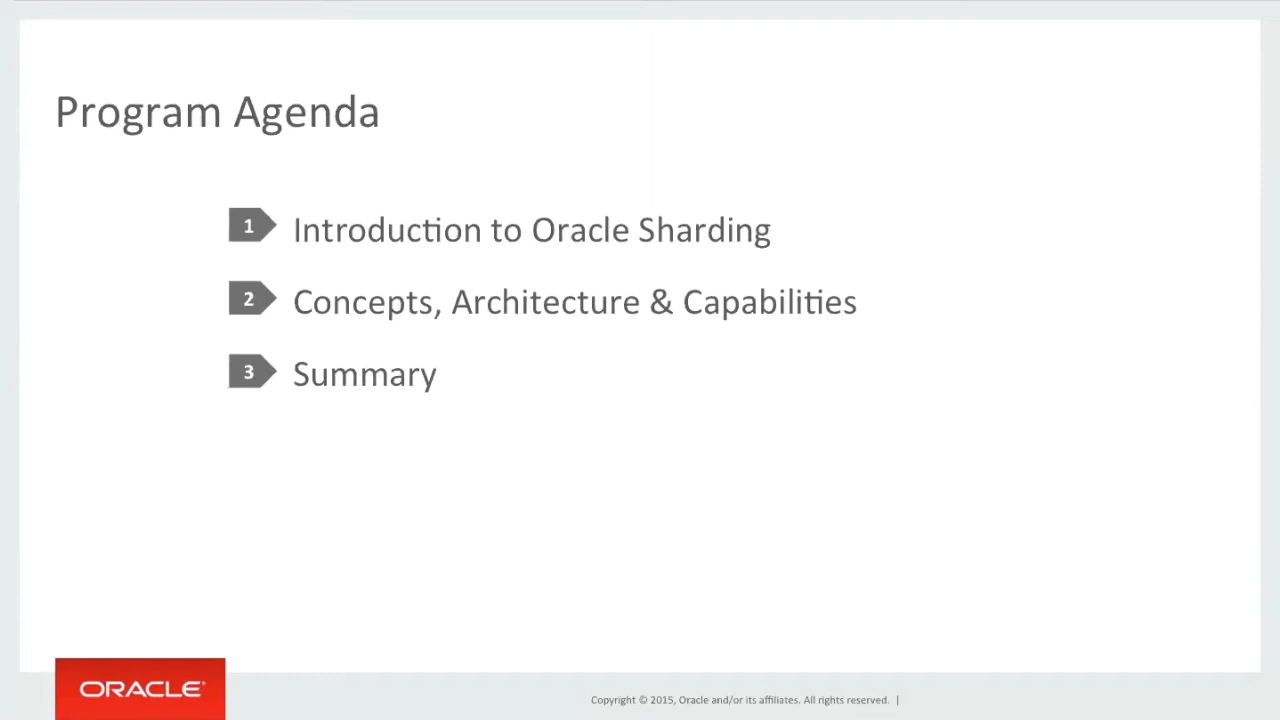 Program Agenda
1 Introduction to Oracle Sharding
2 Concepts, Architecture & Capabilities
3 Summary
ORACLE®
Copyright © 2015, Oracle and/or its affiliates. All rights reserved. |